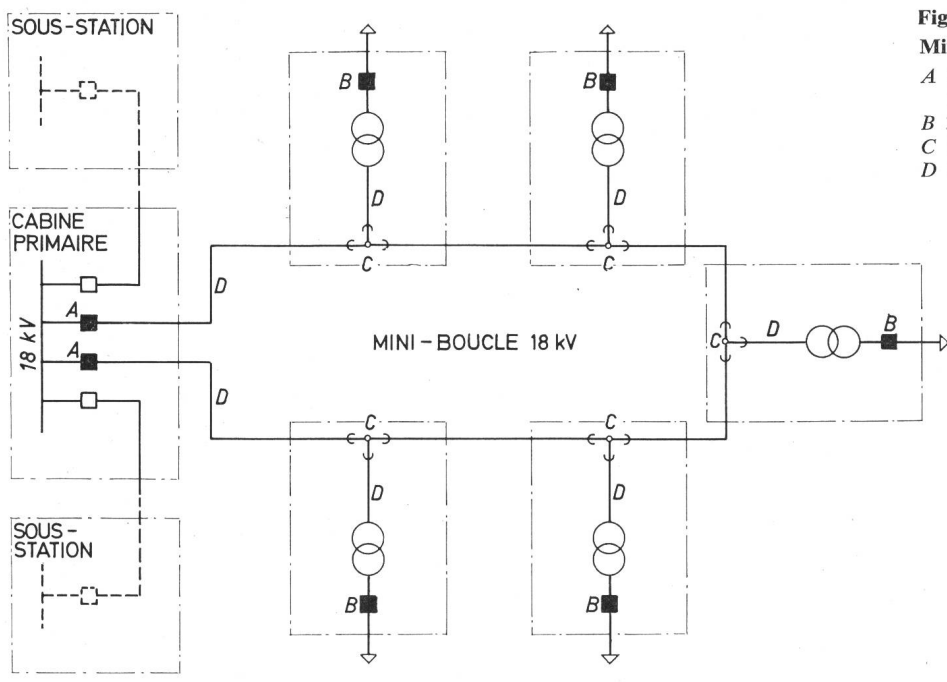 SOUS-STATION
CABINE
PRIMAIRE
18 kV
A
A
D
D
SOUS-
STATION
B
D
C
B
D
C
MINI-BOUCLE 18 kV
C
D
B
C
D
B
C
D
B
Fig
Mi
A
B
C
D